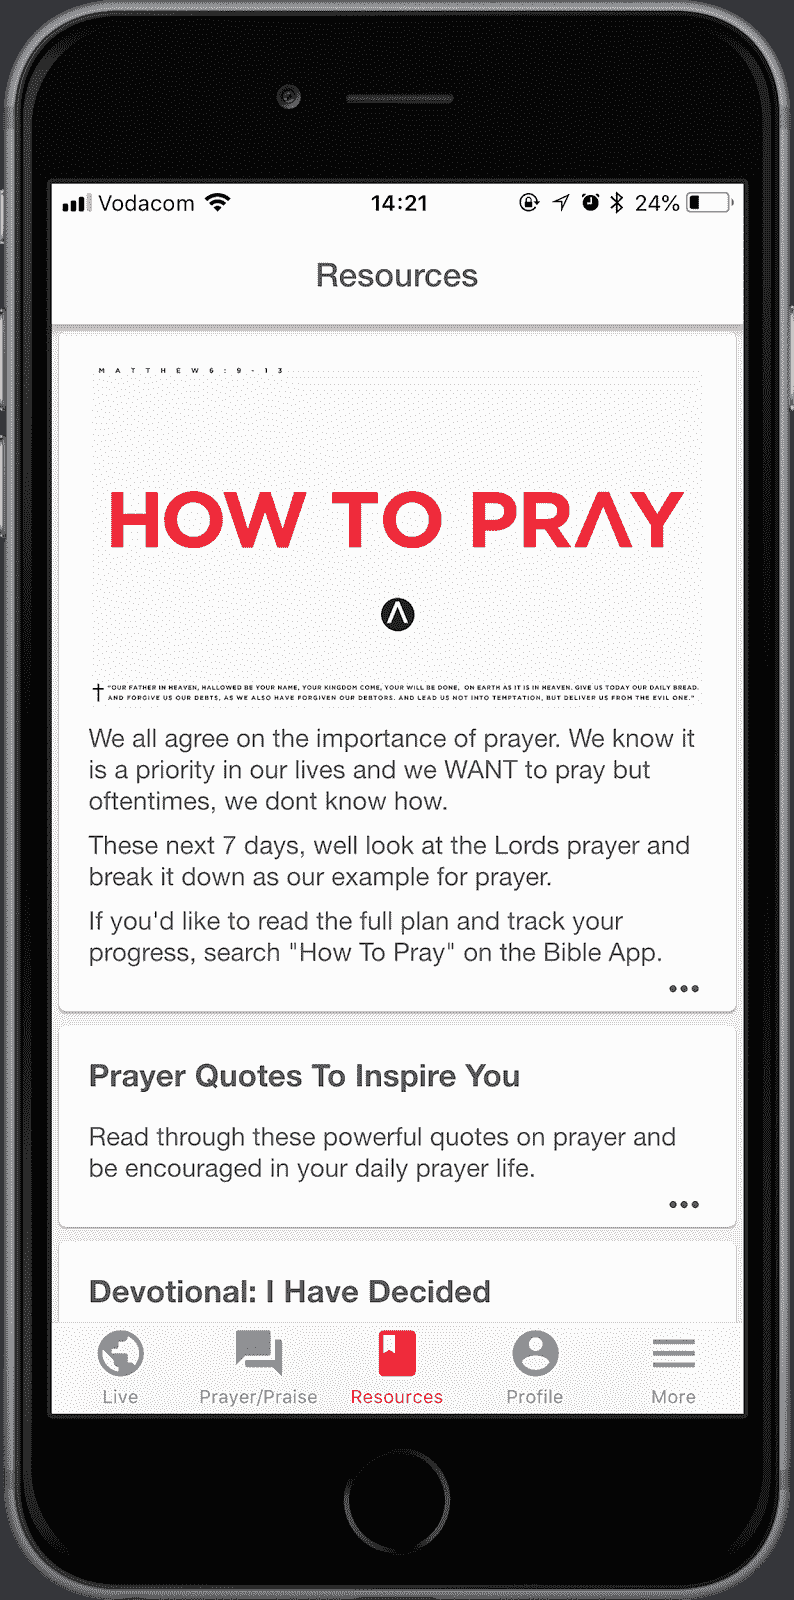 Vodacom 14:21 24%
Resources
MATTHEW 6:9-13
HOW TO PRAY
"OUR FATHER IN HEAVEN, HALLOWED BE YOUR NAME, YOUR KINGDOM COME, YOUR WILL BE DONE, ON EARTH AS IT IS IN HEAVEN. GIVE US TODAY OUR DAILY BREAD.
AND FORGIVE US OUR DEBTS, AS WE ALSO HAVE FORGIVEN OUR DEBTORS. AND LEAD US NOT INTO TEMPTATION, BUT DELIVER US FROM THE EVIL ONE."
We all agree on the importance of prayer. We know it
is a priority in our lives and we WANT to pray but
oftentimes, we dont know how.
These next 7 days, well look at the Lords prayer and
break it down as our example for prayer.
If you'd like to read the full plan and track your
progress, search "How To Pray" on the Bible App.
Prayer Quotes To Inspire You
Read through these powerful quotes on prayer and
be encouraged in your daily prayer life.
Devotional: I Have Decided
Live Prayer/Praise Resources Profile More